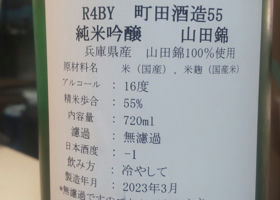 R4BY 町田酒造55
純米吟醸 山田錦
兵庫県産 山田錦100%使用
原材料名 米（国産）、米麹（国産米）
アルコール : 16度
精米歩合 : 55%
内容量 : 720ml
濾過 : 無濾過
日本酒度 : -1
飲み方 : 冷やして
製造年月 : 2023年3月